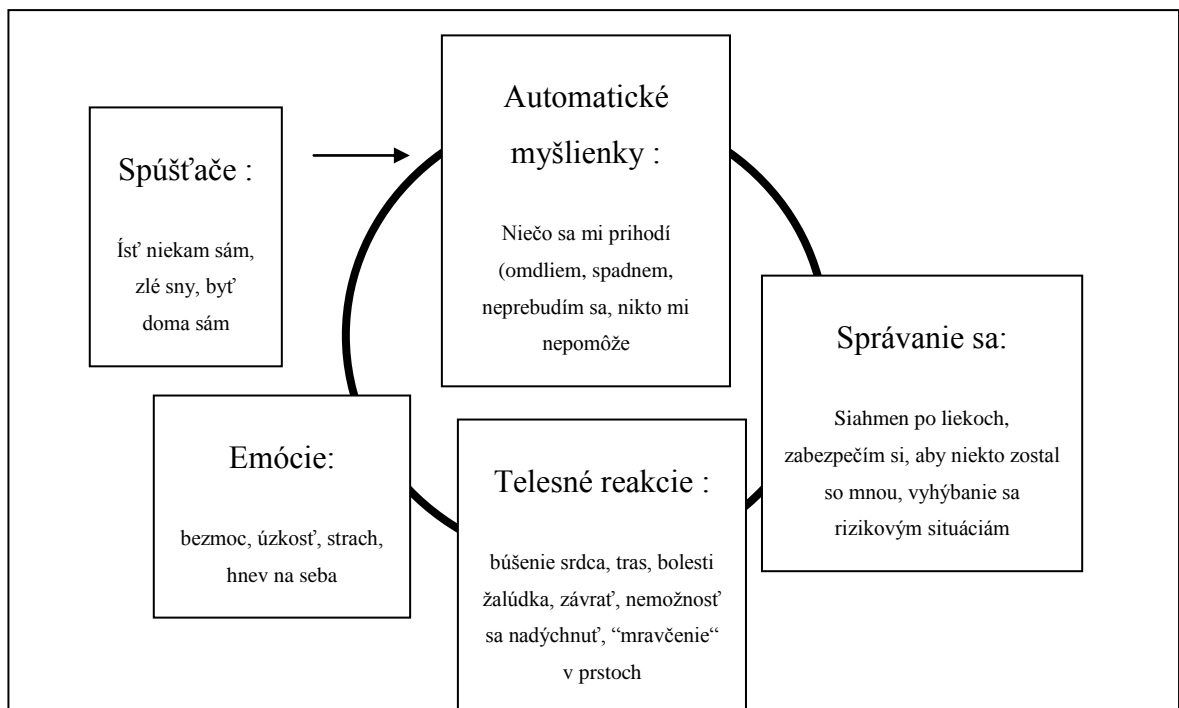 Spúšťače :
Ísť niekam sám,
zlé sny, byť
doma sám
Automatické
myšlienky :
Niečo sa mi prihodí
(omdliem, spadnem,
neprebudím sa, nikto mi
nepomôže
Správanie sa:
Siahmen po liekoch,
zabezpečím si, aby niekto zostal
so mnou, vyhýbanie sa
rizikovým situáciám
Telesné reakcie :
búšenie srdca, tras, bolesti
žalúdka, závrať, nemožnosť
sa nadýchnuť, “mravčenie“
v prstoch
Emócie:
bezmoc, úzkosť, strach,
hnev na seba